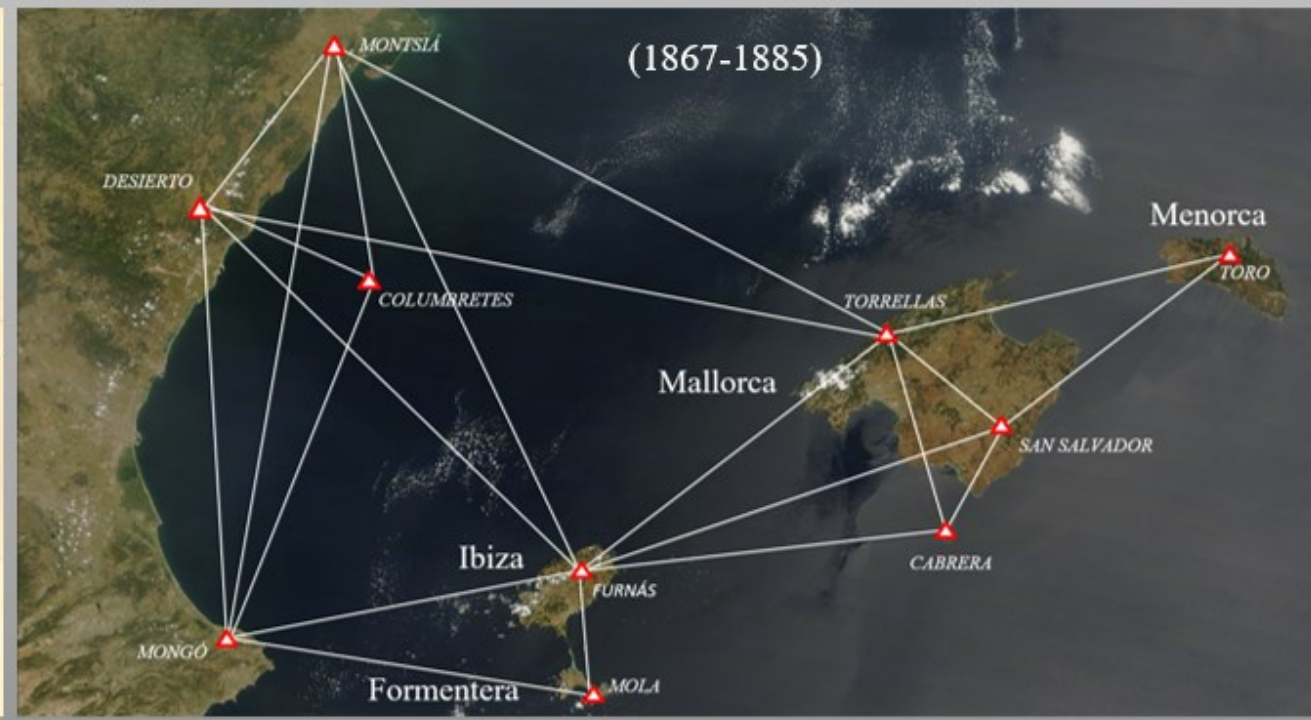 MONTSIÁ
(1867-1885)
DESIERTO
Menorca
TORO
COLUMBRETES
TORRELLAS
Mallorca
SAN SALVADOR
Ibiza
FURNÁS
CABRERA
MONGÓ
Formentera
MOLA